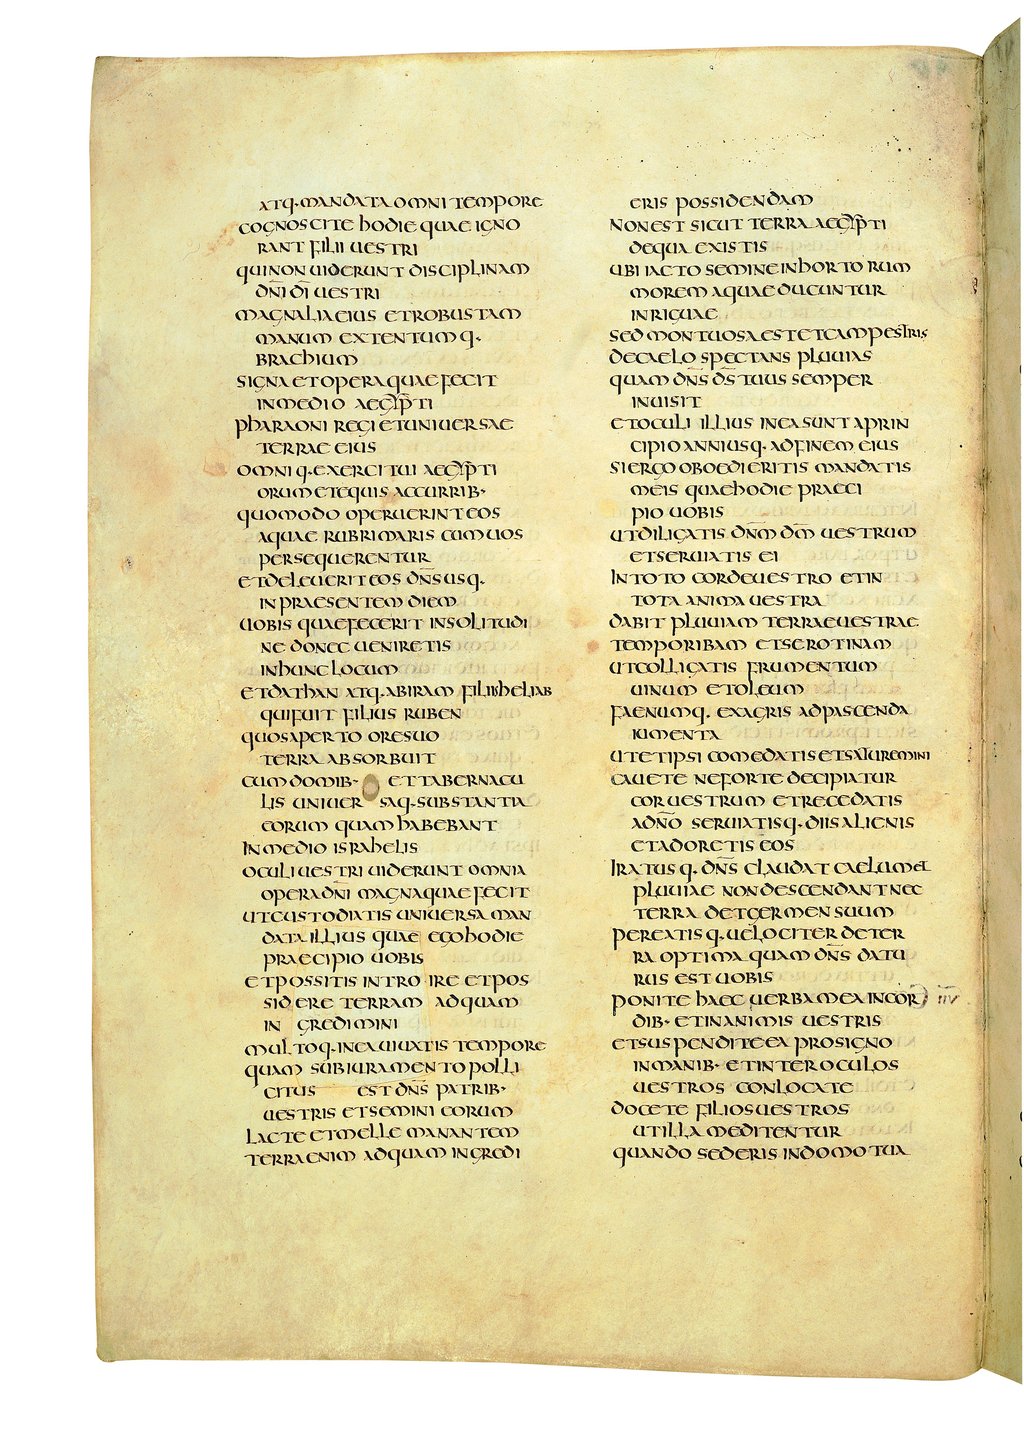 ATQ· MANDATA OMNI TEMPORE
COGNOSCITE HODIE QUAE IGNO
RANT FILII UESTRI
QUI NON UIDERUNT DISCIPLINAM
DN̅I DI̅ UESTRI
MAGNALIA EIUS ET ROBUSTAM
MANUM EXTENTUMQ·
BRACHIUM
SIGNA ET OPERA QUAE FECIT
IN MEDIO AEGYPTI
PHARAONI REGI ET UNIUERSAE
TERRAE EIUS
OMNIQ· EXERCITUI AEGYPTI
ORUM ET EQUIS AC CURRIB·
QUOMODO OPERUERINT EOS
AQUAE RUBRI MARIS CUM UOS
PERSEQUERENTUR
ET DELEUERIT EOS DN̅S USQ·
IN PRAESENTEM DIEM
UOBIS QUAE FECERIT IN SOLITUDI
NE DONEC UENIRETIS
IN HUNC LOCUM
ET DATHAN ATQ· ABIRAM FILIIS HELIAB
QUI FUIT FILIUS RUBEN
QUOS APERTO ORE SUO
TERRA ABSORBUIT
CUM DOMIB· ET TABERNACU
LIS UNIUERSAQ· SUBSTANTIA
EORUM QUAM HABEBANT
IN MEDIO ISRAHELIS
OCULI UESTRI UIDERUNT OMNIA
OPERA DN̅I MAGNA QUAE FECIT
UT CUSTODIATIS UNIUERSA MAN
DATA ILLIUS QUAE EGO HODIE
PRAECIPIO UOBIS
ET POSSITIS INTROIRE ET POS
SIDERE TERRAM AD QUAM
INGREDIMINI
MULTOQ· IN EA UIUATIS TEMPORE
QUAM SUB IURAMENTO POLLI
CITUS EST DN̅S PATRIB·
UESTRIS ET SEMINI EORUM
LACTE ET MELLE MANANTEM
TERRA ENIM AD QUAM INGREDI
ERIS POSSIDENDAM
NON EST SICUT TERRA AEGYPTI
DE QUA EXISTIS
UBI IACTO SEMINE IN HORTORUM
MOREM AQUAE DUCUNTUR
INRIGUAE
SED MONTUOSA EST ET CAMPESTRIS
DE CAELO SPECTANS PLUUIAS
QUAM DN̅S DS̅ TUUS SEMPER
INUISIT
ET OCULI ILLIUS IN EA SUNT A PRIN
CIPIO ANNI USQ· AD FINEM EIUS
SI ERGO OBOEDIERITIS MANDATIS
MEIS QUAE HODIE PRAECI
PIO UOBIS
UT DILIGATIS DN̅M DM̅ UESTRUM
ET SERUIATIS EI
IN TOTO CORDE UESTRO ET IN
TOTA ANIMA UESTRA
DABIT PLUUIAM TERRAE UESTRAE
TEMPORIBAM ET SEROTINAM
UT COLLIGATIS FRUMENTUM
UINUM ET OLEUM
FAENUMQ· EX AGRIS AD PASCENDA
IUMENTA
UT ET IPSI COMEDATIS ET SATUREMINI
CAUETE NE FORTE DECIPIATUR
COR UESTRUM ET RECEDATIS
A DN̅O SERUIATISQ· DIIS ALIENIS
ET ADORETIS EOS
IRATUSQ· DN̅S CLAUDAT CAELUM ET
PLUUIAE NON DESCENDANT NEC
TERRA DET GERMEN SUUM
PEREATISQ· UELOCITER DE TER
RA OPTIMA QUAM DN̅S DATU
RUS EST UOBIS
PONITE HAEC UERBA MEA IN COR
DIB· ET IN ANIMIS UESTRIS
ET SUSPENDITE EA PRO SIGNO
IN MANIB· ET INTER OCULOS
UESTROS CONLOCATE
DOCETE FILIOS UESTROS
UT ILLA MEDITENTUR
QUANDO SEDERIS IN DOMO TUA